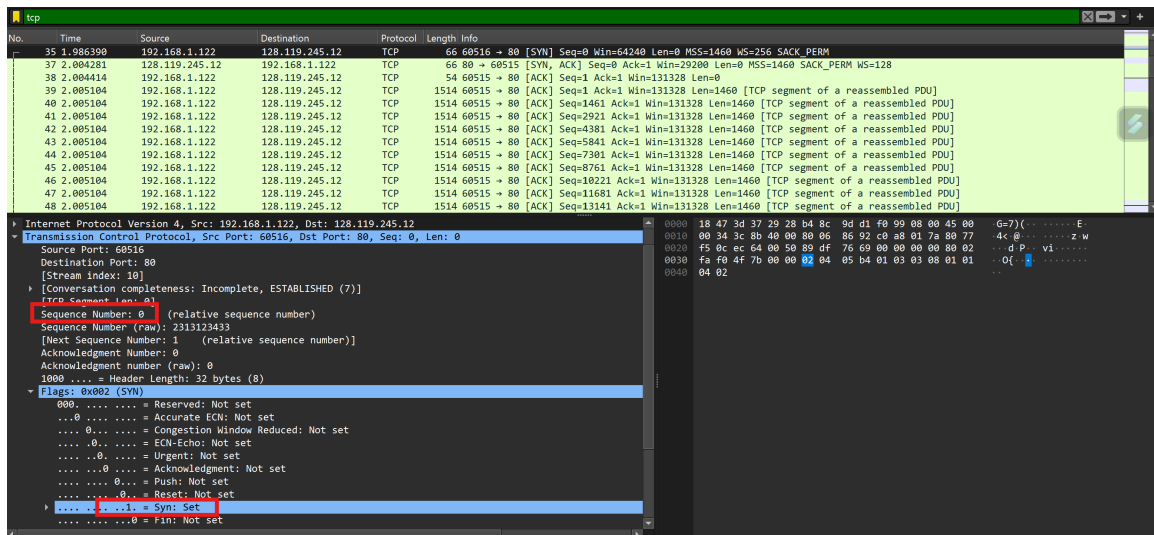 tcp
No. Time Source Destination Protocol Length Info
35 1.986390 192.168.1.122 128.119.245.12 TCP 66 60516 → 80 [SYN] Seq=0 Win=64240 Len=0 MSS=1460 WS=256 SACK_PERM
37 2.004281 128.119.245.12 192.168.1.122 TCP 66 80 → 60515 [SYN, ACK] Seq=0 Ack=1 Win=29200 Len=0 MSS=1460 SACK_PERM WS=128
38 2.004414 192.168.1.122 128.119.245.12 TCP 54 60515 → 80 [ACK] Seq=1 Ack=1 Win=131328 Len=0
39 2.005104 192.168.1.122 128.119.245.12 TCP 1514 60515 → 80 [ACK] Seq=1 Ack=1 Win=131328 Len=1460 [TCP segment of a reassembled PDU]
40 2.005104 192.168.1.122 128.119.245.12 TCP 1514 60515 → 80 [ACK] Seq=1461 Ack=1 Win=131328 Len=1460 [TCP segment of a reassembled PDU]
41 2.005104 192.168.1.122 128.119.245.12 TCP 1514 60515 → 80 [ACK] Seq=2921 Ack=1 Win=131328 Len=1460 [TCP segment of a reassembled PDU]
42 2.005104 192.168.1.122 128.119.245.12 TCP 1514 60515 → 80 [ACK] Seq=4381 Ack=1 Win=131328 Len=1460 [TCP segment of a reassembled PDU]
43 2.005104 192.168.1.122 128.119.245.12 TCP 1514 60515 → 80 [ACK] Seq=5841 Ack=1 Win=131328 Len=1460 [TCP segment of a reassembled PDU]
44 2.005104 192.168.1.122 128.119.245.12 TCP 1514 60515 → 80 [ACK] Seq=7301 Ack=1 Win=131328 Len=1460 [TCP segment of a reassembled PDU]
45 2.005104 192.168.1.122 128.119.245.12 TCP 1514 60515 → 80 [ACK] Seq=8761 Ack=1 Win=131328 Len=1460 [TCP segment of a reassembled PDU]
46 2.005104 192.168.1.122 128.119.245.12 TCP 1514 60515 → 80 [ACK] Seq=10221 Ack=1 Win=131328 Len=1460 [TCP segment of a reassembled PDU]
47 2.005104 192.168.1.122 128.119.245.12 TCP 1514 60515 → 80 [ACK] Seq=11681 Ack=1 Win=131328 Len=1460 [TCP segment of a reassembled PDU]
48 2.005104 192.168.1.122 128.119.245.12 TCP 1514 60515 → 80 [ACK] Seq=13141 Ack=1 Win=131328 Len=1460 [TCP segment of a reassembled PDU]
Internet Protocol Version 4, Src: 192.168.1.122, Dst: 128.119.245.12
Transmission Control Protocol, Src Port: 60516, Dst Port: 80, Seq: 0, Len: 0
Source Port: 60516
Destination Port: 80
[Stream index: 10]
[Conversation completeness: Incomplete, ESTABLISHED (7)]
[TCP Segment Len: 0]
Sequence Number: 0 (relative sequence number)
Sequence Number (raw): 2313123433
[Next Sequence Number: 1 (relative sequence number)]
Acknowledgment Number: 0
Acknowledgment number (raw): 0
1000 .... = Header Length: 32 bytes (8)
Flags: 0x002 (SYN)
000. .... .... = Reserved: Not set
...0 .... .... = Accurate ECN: Not set
.... 0... .... = Congestion Window Reduced: Not set
.... .0.. .... = ECN-Echo: Not set
.... ..0. .... = Urgent: Not set
.... ...0 .... = Acknowledgment: Not set
.... .... 0... = Push: Not set
.... .... .0.. = Reset: Not set
.... .... ..1. = Syn: Set
.... .... ...0 = Fin: Not set
0000 18 47 3d 37 29 28 b4 8c 9d d1 f0 99 08 00 45 00 ·G=7)(·· ······E·
0010 00 34 3c 8b 40 00 80 06 86 92 c0 a8 01 7a 80 77 ·4<·@··· ·····z·w
0020 f5 0c ec 64 00 50 89 df 76 69 00 00 00 00 80 02 ···d·P·· vi······
0030 fa f0 4f 7b 00 00 02 04 05 b4 01 03 03 08 01 01 ··O{···· ········
0040 04 02 ··